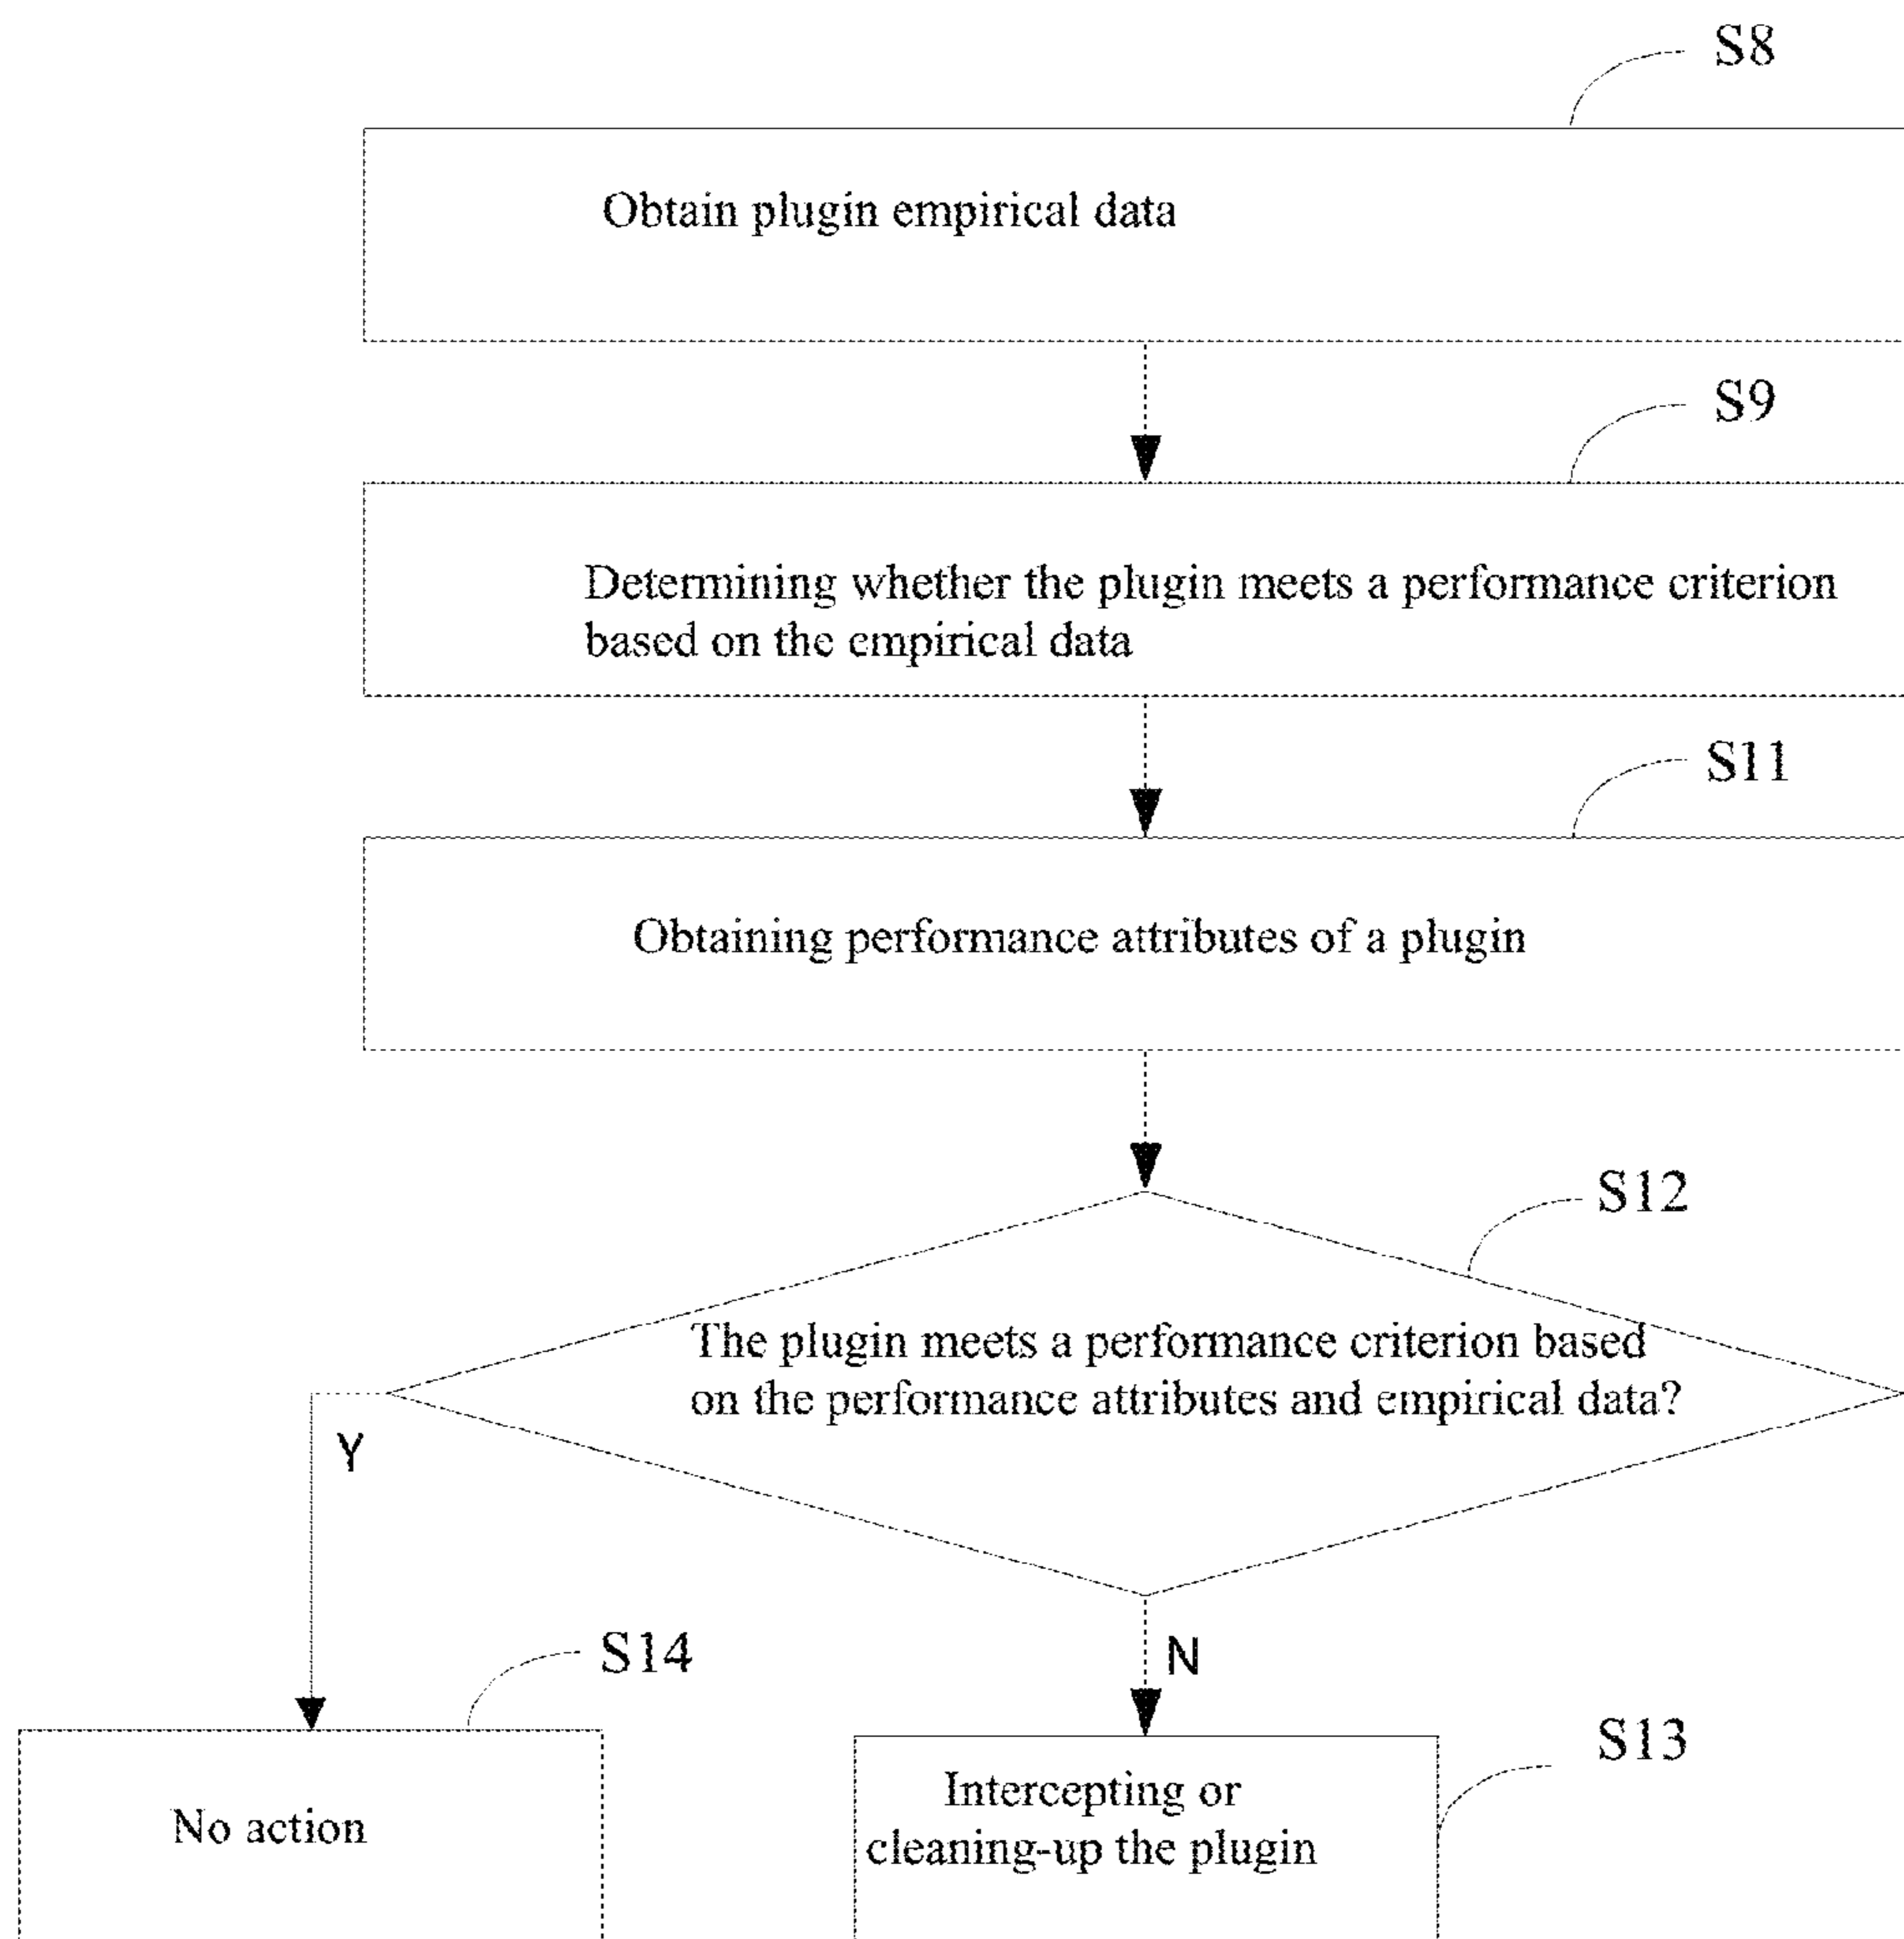 S8
Obtain plugin empirical data
S9
Determining whether the plugin meets a performance criterion
based on the empirical data
S11
Obtaining performance attributes of a plugin
S12
The plugin meets a performance criterion based
on the performance attributes and empirical data?
Y
N
S14
No action
S13
Intercepting or
cleaning-up the plugin